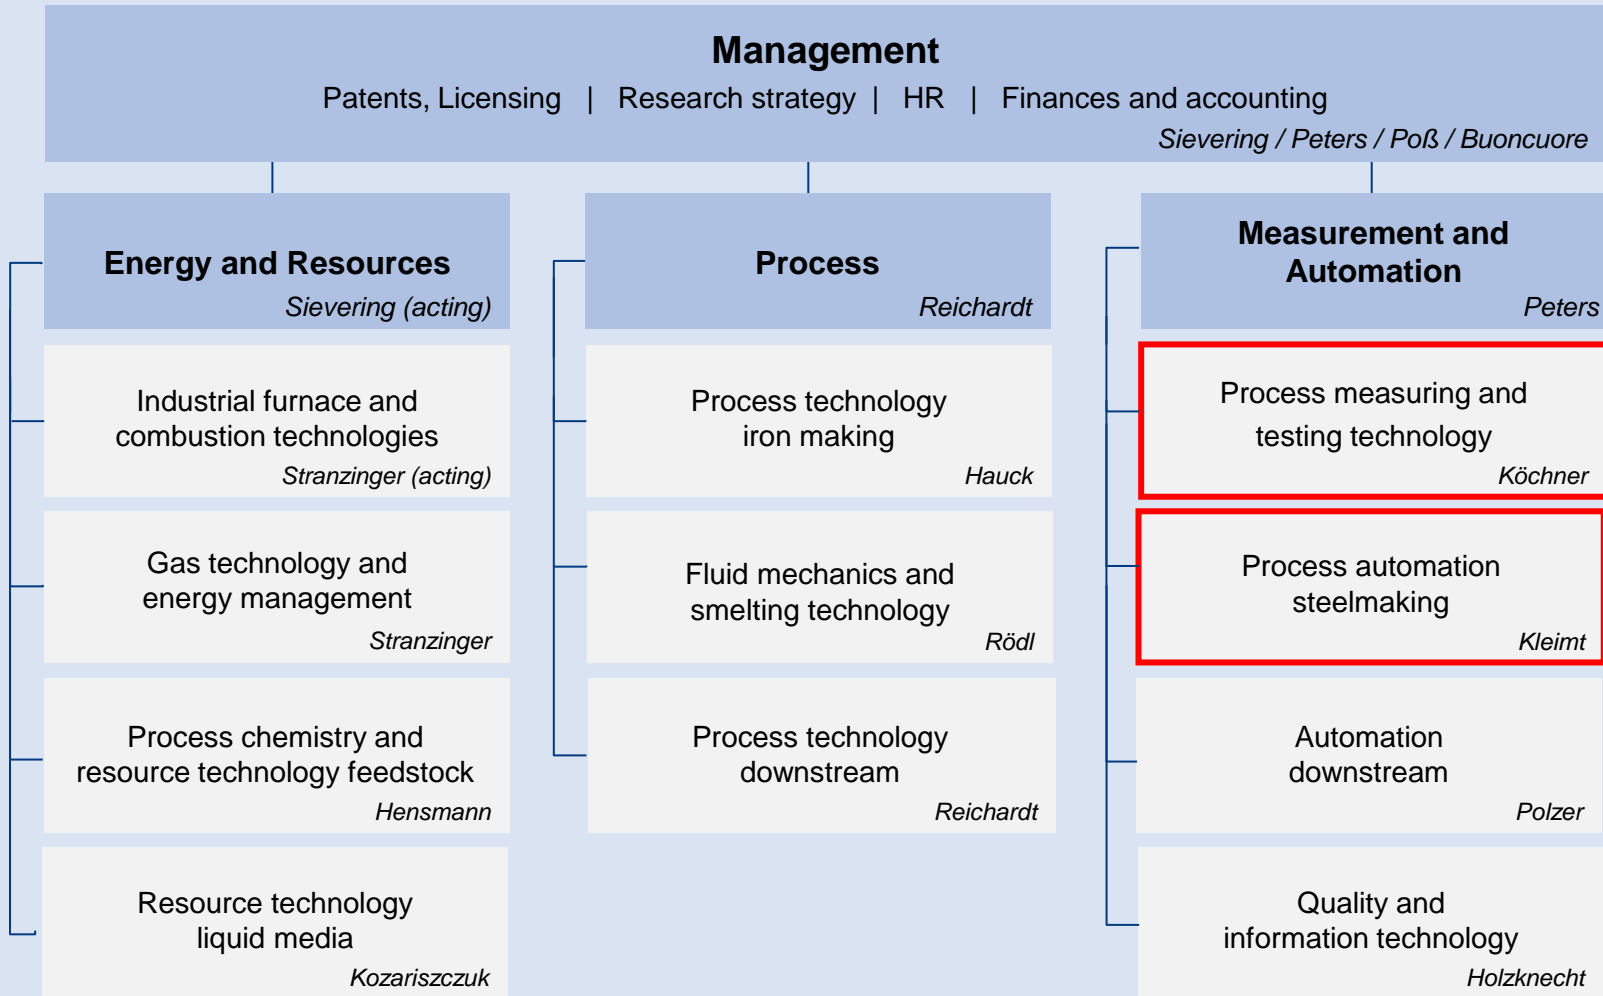 Management
Patents, Licensing | Research strategy | HR | Finances and accounting
Sievering / Peters / Poß / Buoncuore
Energy and Resources
Sievering (acting)
Industrial furnace and
combustion technologies
Stranzinger (acting)
Gas technology and
energy management
Stranzinger
Process chemistry and
resource technology feedstock
Hensmann
Resource technology
liquid media
Kozariszczuk
Process
Reichardt
Process technology
iron making
Hauck
Fluid mechanics and
smelting technology
Rödl
Process technology
downstream
Reichardt
Measurement and
Automation
Peters
Process measuring and
testing technology
Köchner
Process automation
steelmaking
Kleimt
Automation
downstream
Polzer
Quality and
information technology
Holzknecht